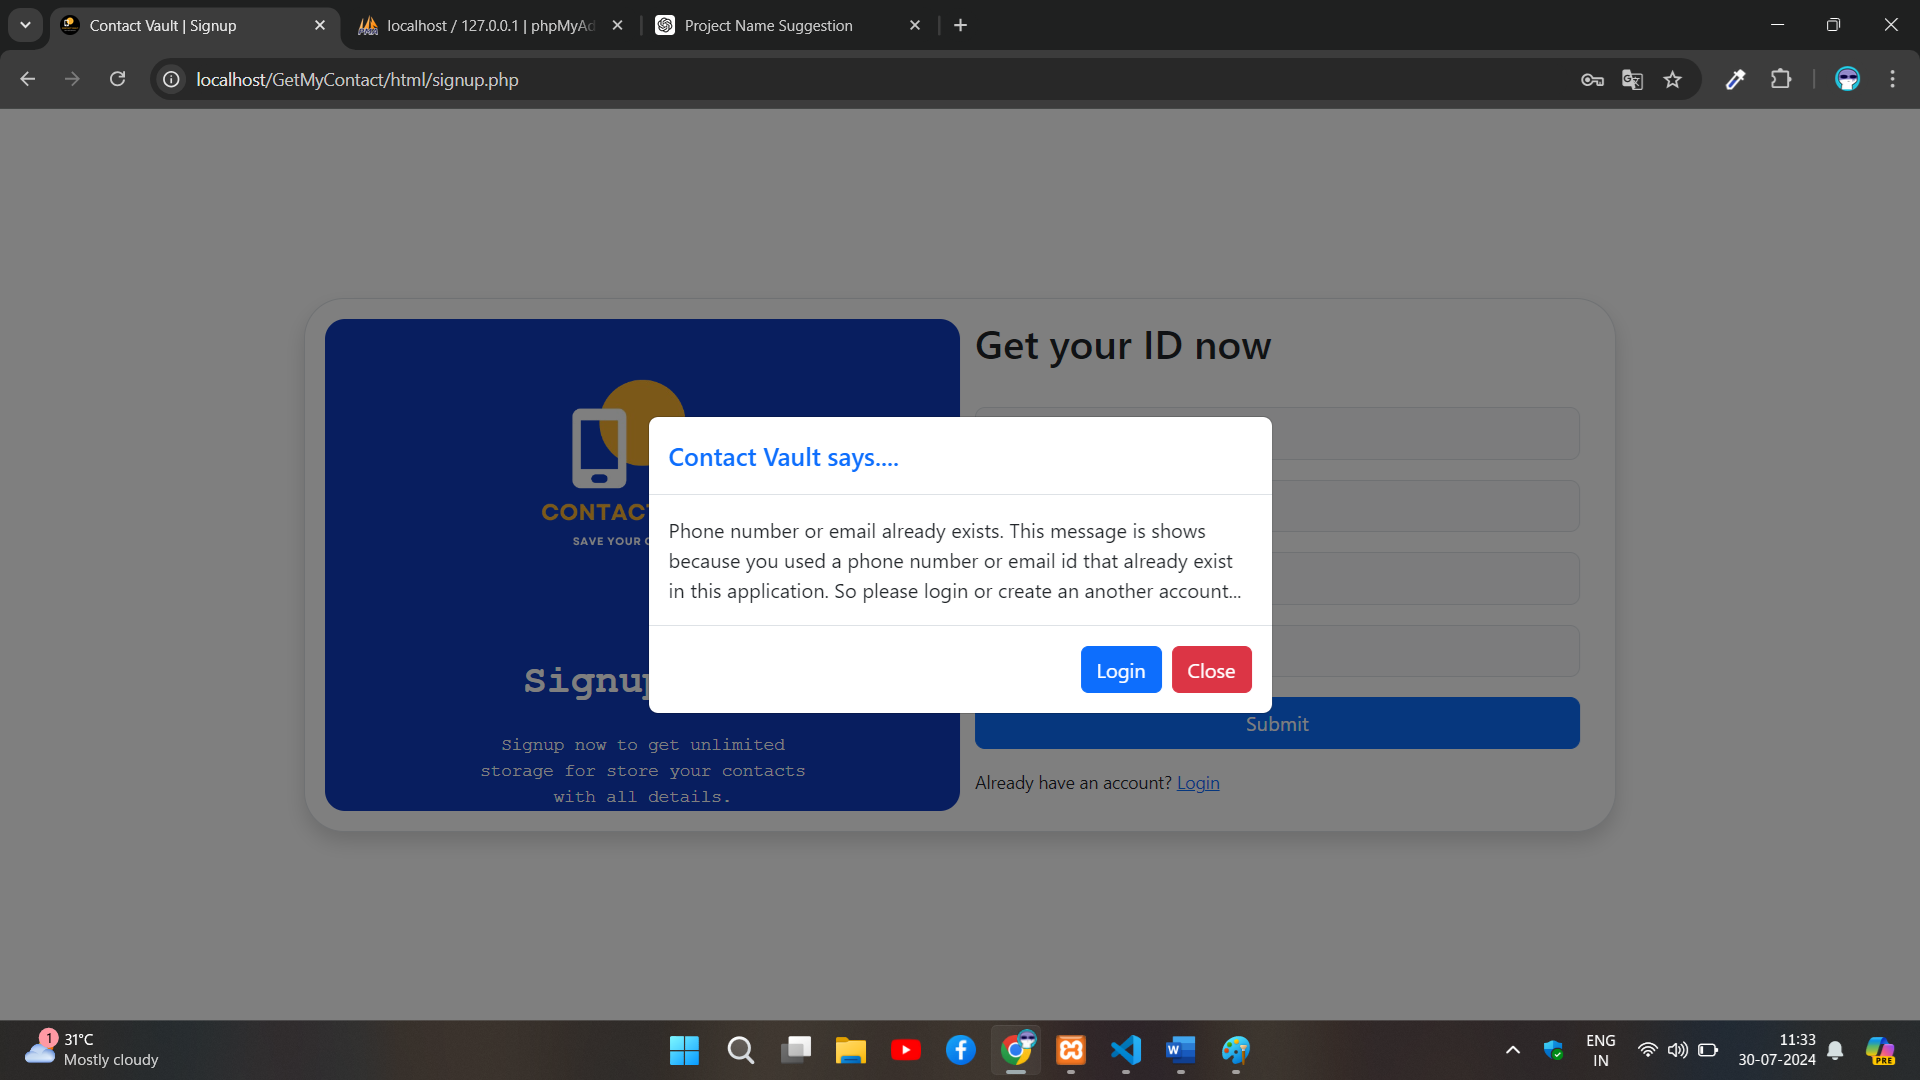 Contact Vault | Signup
localhost / 127.0.0.1 | phpMyAd
Project Name Suggestion
localhost/GetMyContact/html/signup.php
CONTACT
SAVE YOUR
Signup
Signup now to get unlimited
storage for store your contacts
with all details.
Get your ID now
Contact Vault says....
Phone number or email already exists. This message is shows
because you used a phone number or email id that already exist
in this application. So please login or create an another account...
Login
Close
Submit
Already have an account? Login
1
31°C
Mostly cloudy
W
ENG
IN
11:33
30-07-2024
PRE